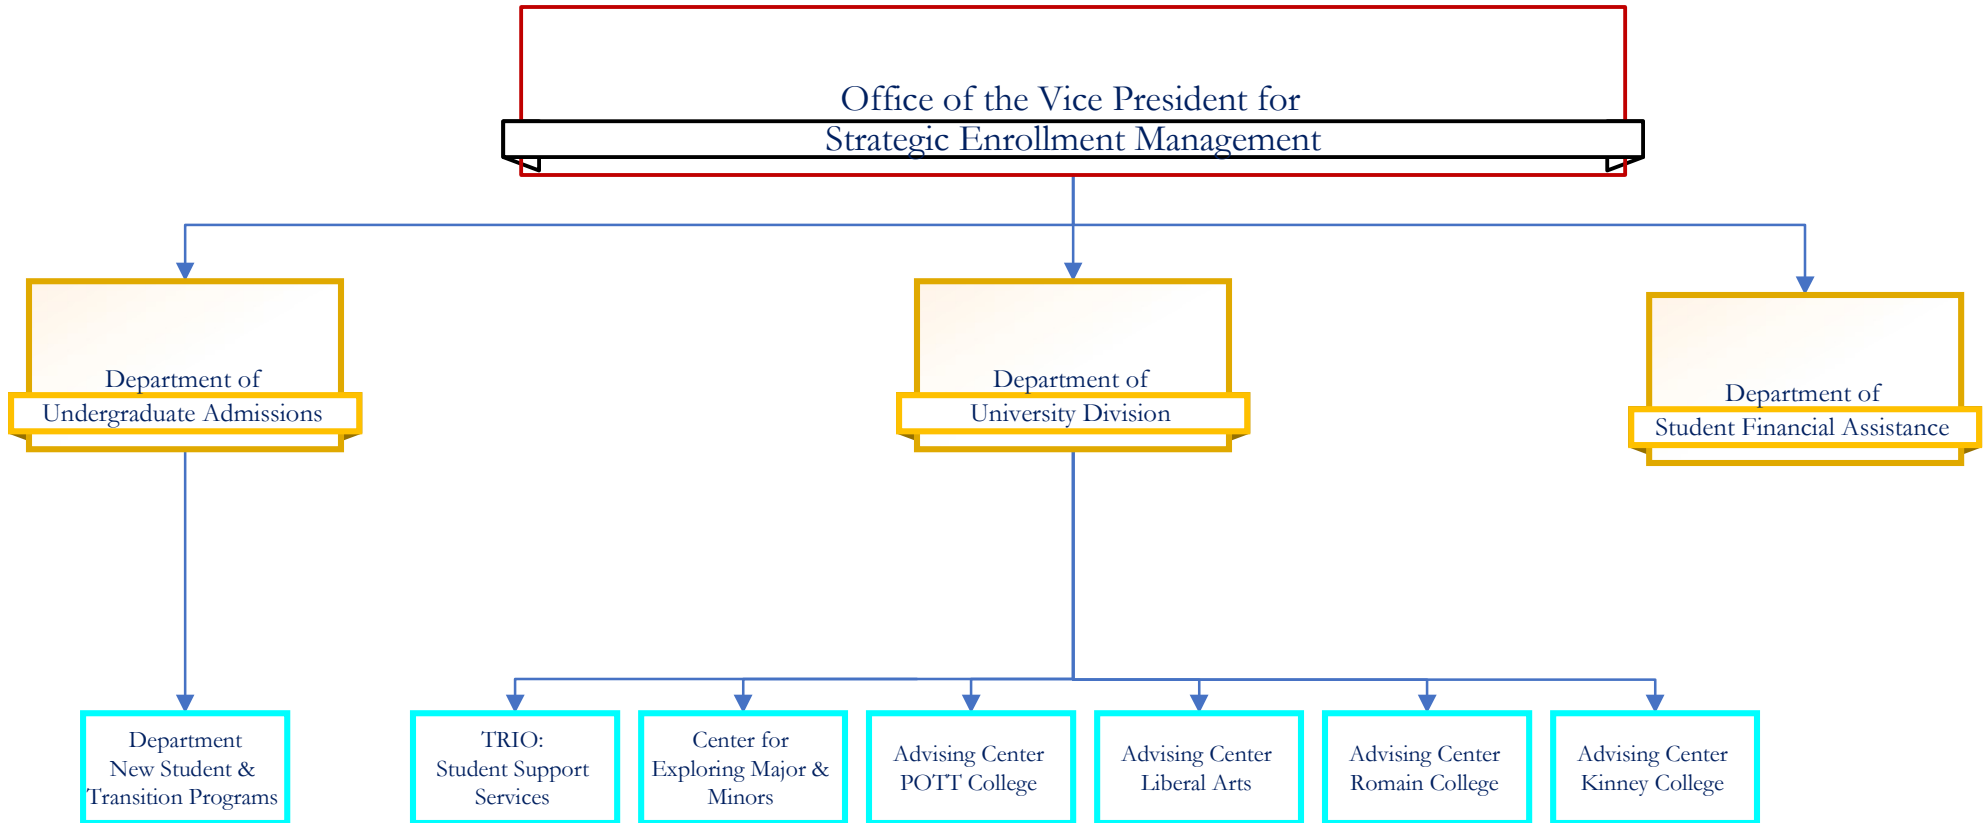 Office of the Vice President for
Strategic Enrollment Management
Department of
Undergraduate Admissions
Department of
University Division
Department of
Student Financial Assistance
Department
New Student &
Transition Programs
TRIO:
Student Support
Services
Center for
Exploring Major &
Minors
Advising Center
POTT College
Advising Center
Liberal Arts
Advising Center
Romain College
Advising Center
Kinney College